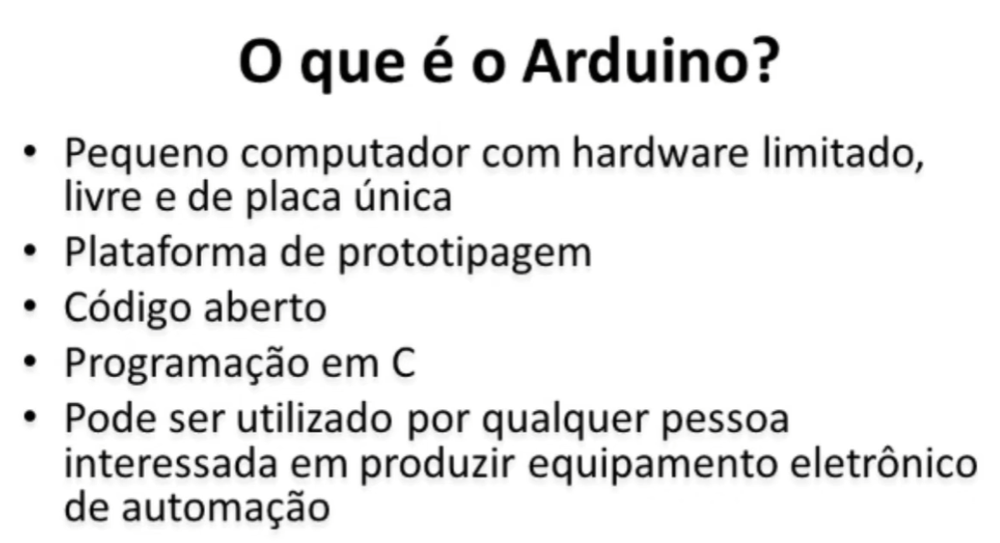 O que é o Arduino?
• Pequeno computador com hardware limitado,
livre e de placa única
• Plataforma de prototipagem
• Código aberto
• Programação em C
• Pode ser utilizado por qualquer pessoa
interessada em produzir equipamento eletrônico
de automação